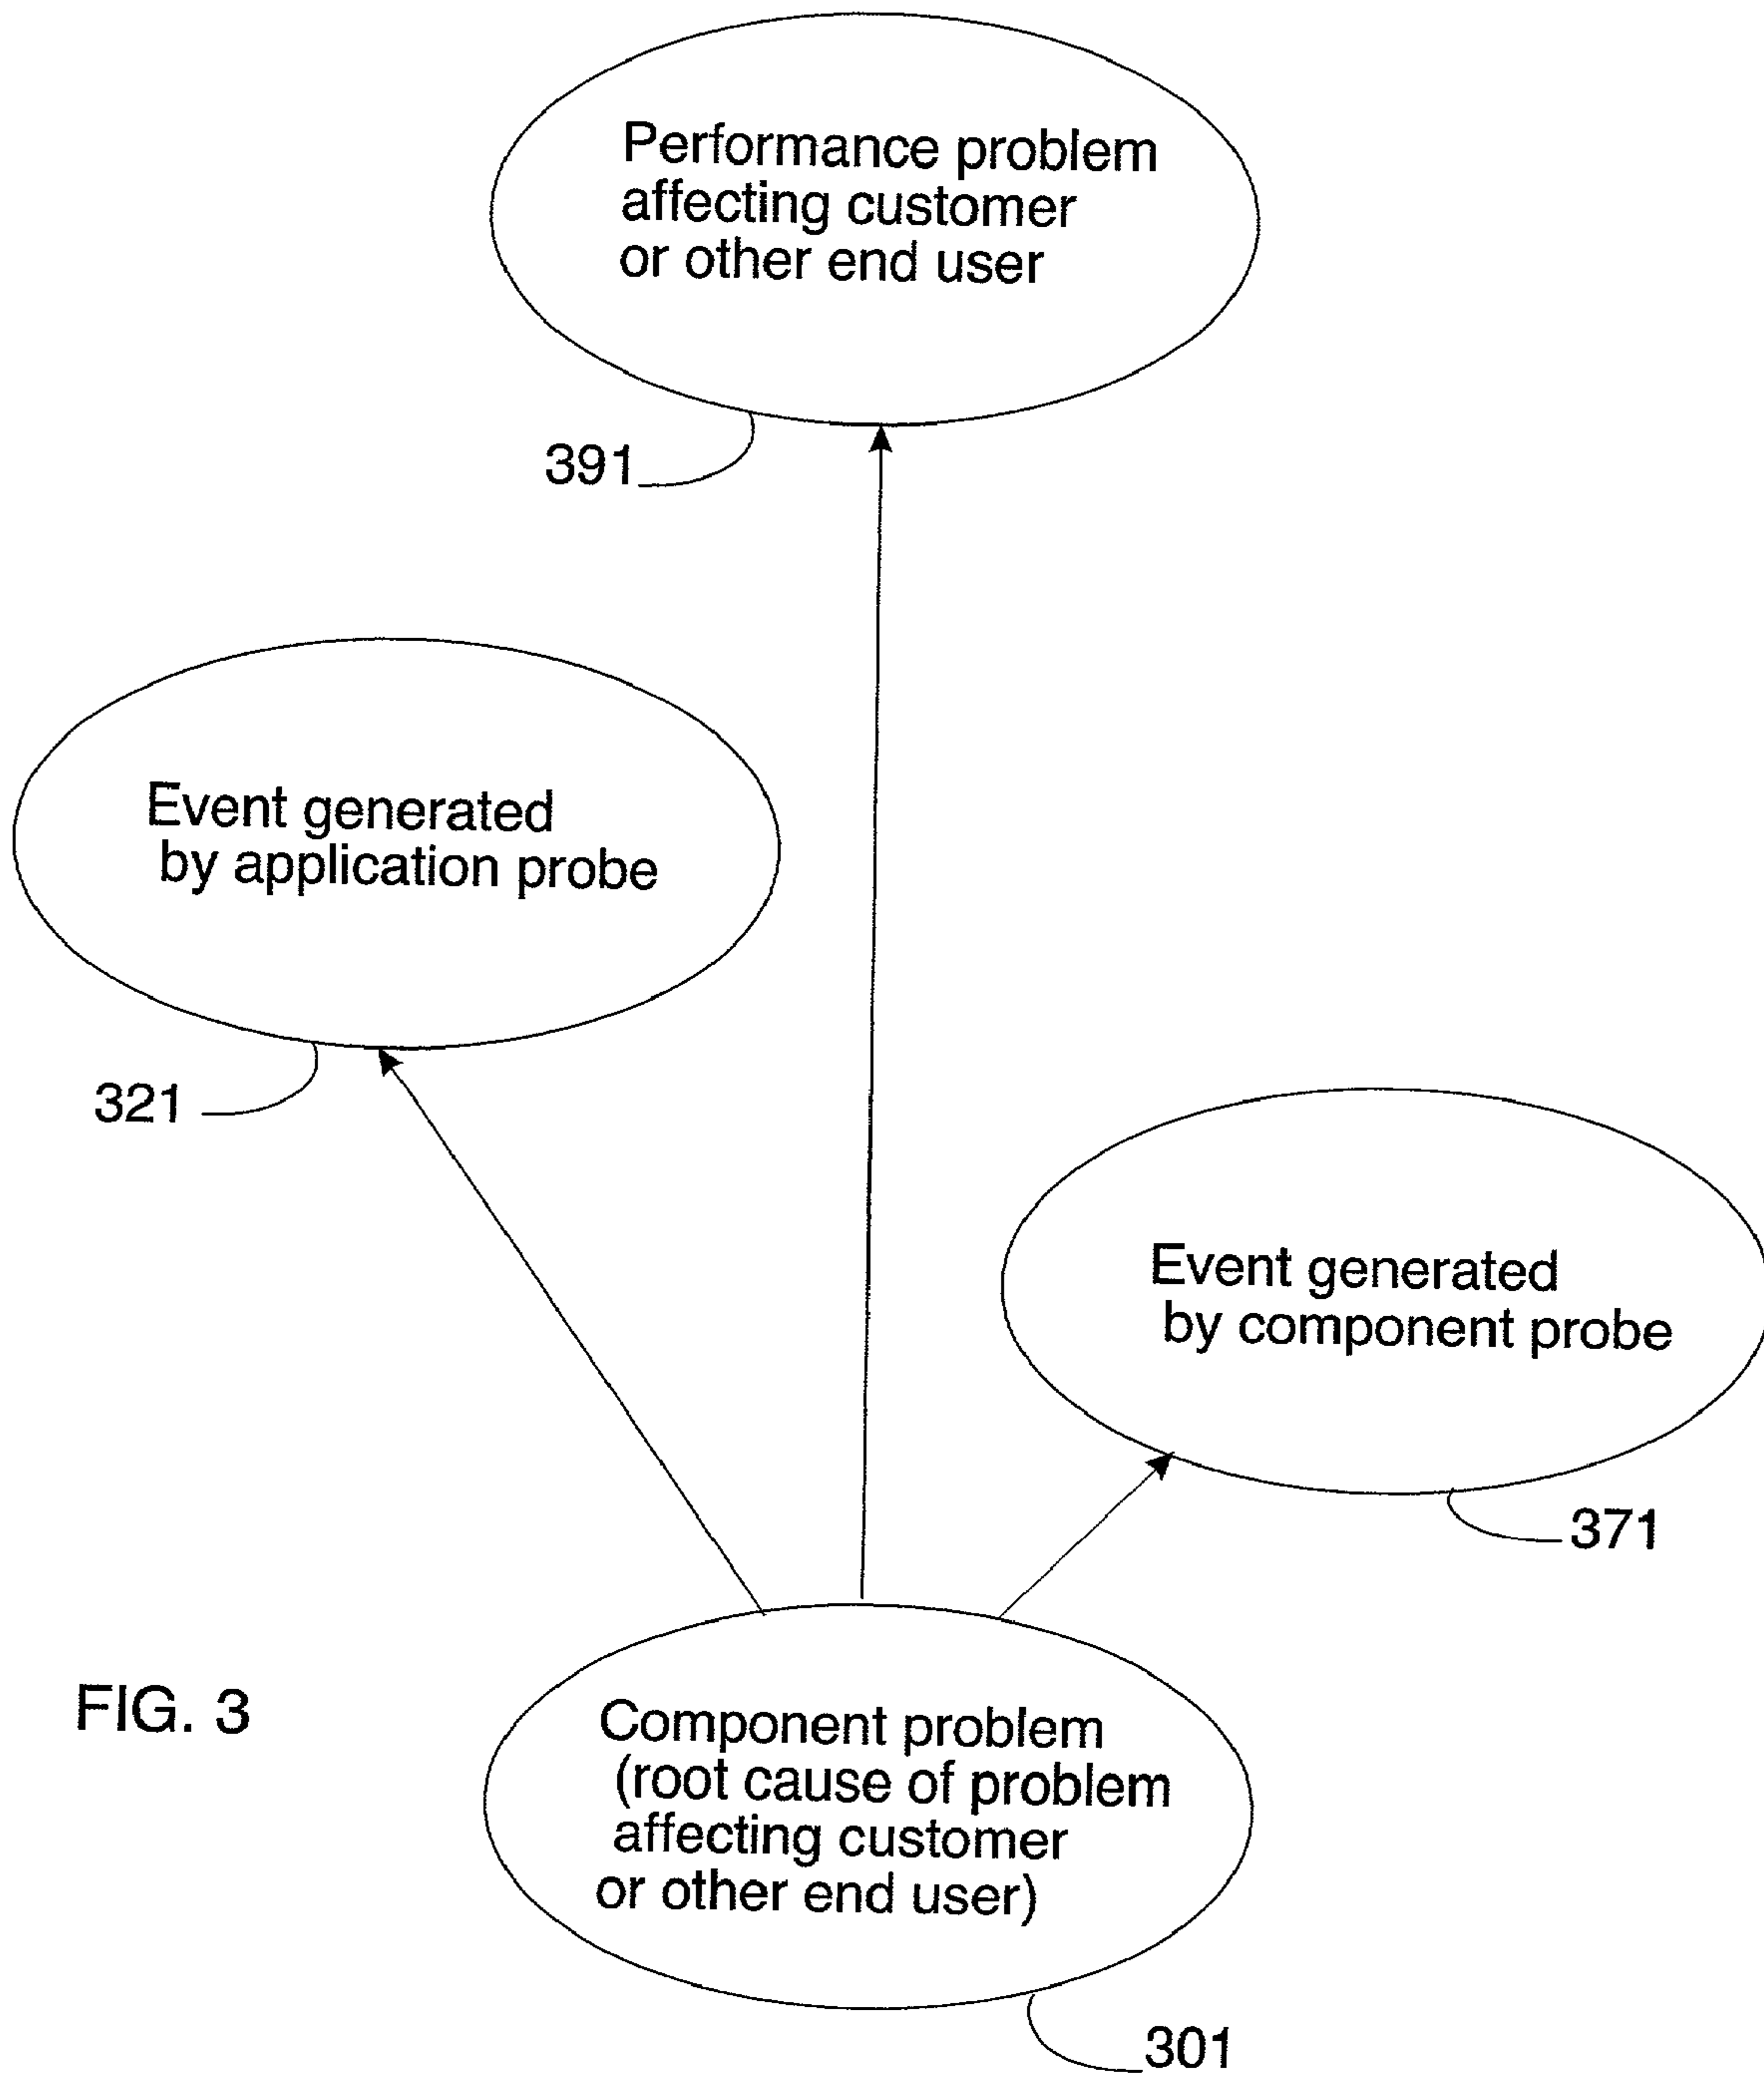 Performance problem
affecting customer
or other end user
391
Event generated
by application probe
321
Event generated
by component probe
371
FIG. 3
Component problem
(root cause of problem
affecting customer
or other end user)
301